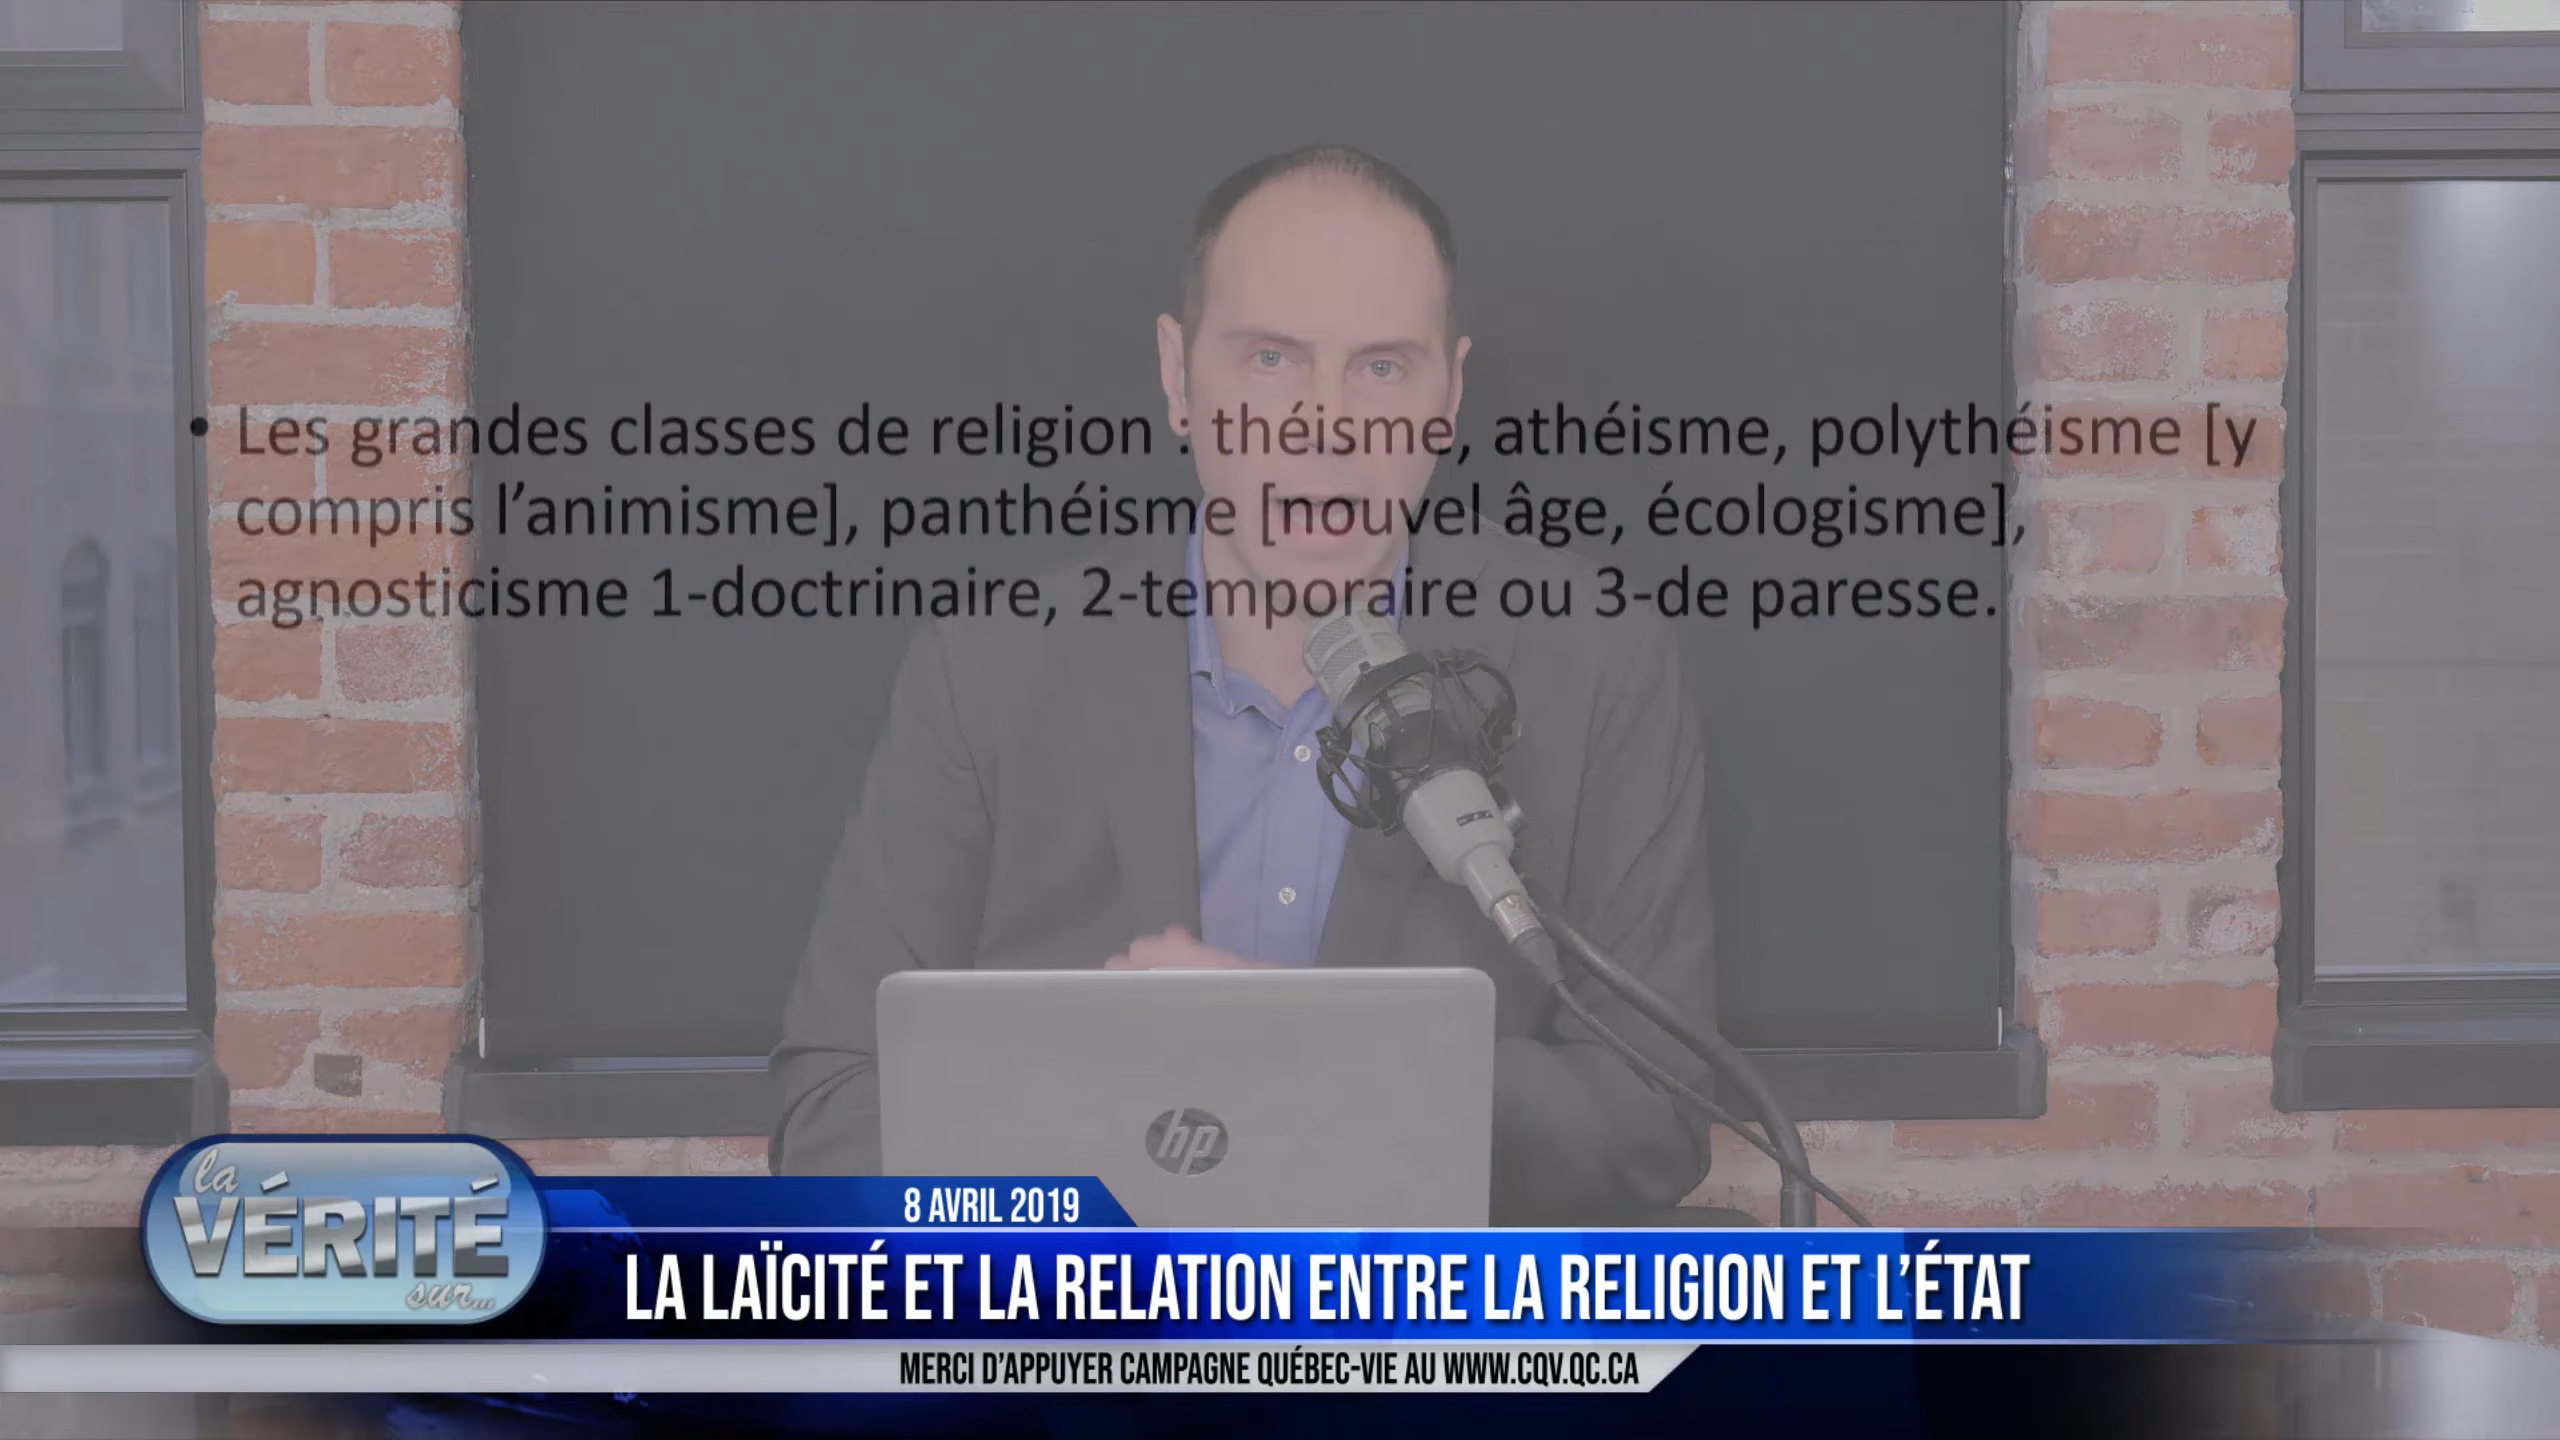 • Les grandes classes de religion : théisme, athéisme, polythéisme [y
compris l’animisme], panthéisme [nouvel âge, écologisme],
agnosticisme 1-doctrinaire, 2-temporaire ou 3-de paresse.
hp
la
VÉRITÉ
sur...
8 AVRIL 2019
LA LAÏCITÉ ET LA RELATION ENTRE LA RELIGION ET L’ÉTAT
MERCI D’APPUYER CAMPAGNE QUÉBEC-VIE AU WWW.CQV.QC.CA